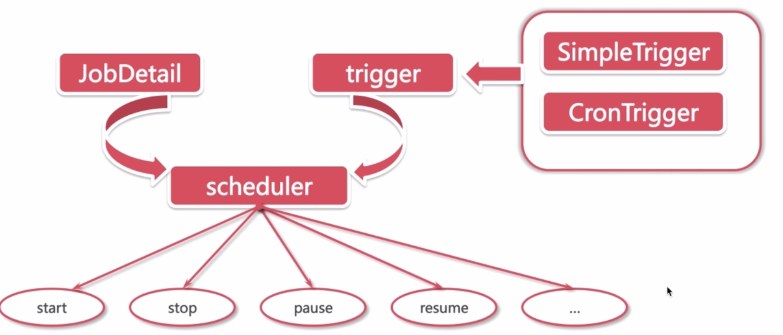 SimpleTrigger
JobDetail
trigger
CronTrigger
scheduler
start
stop
pause
resume
...